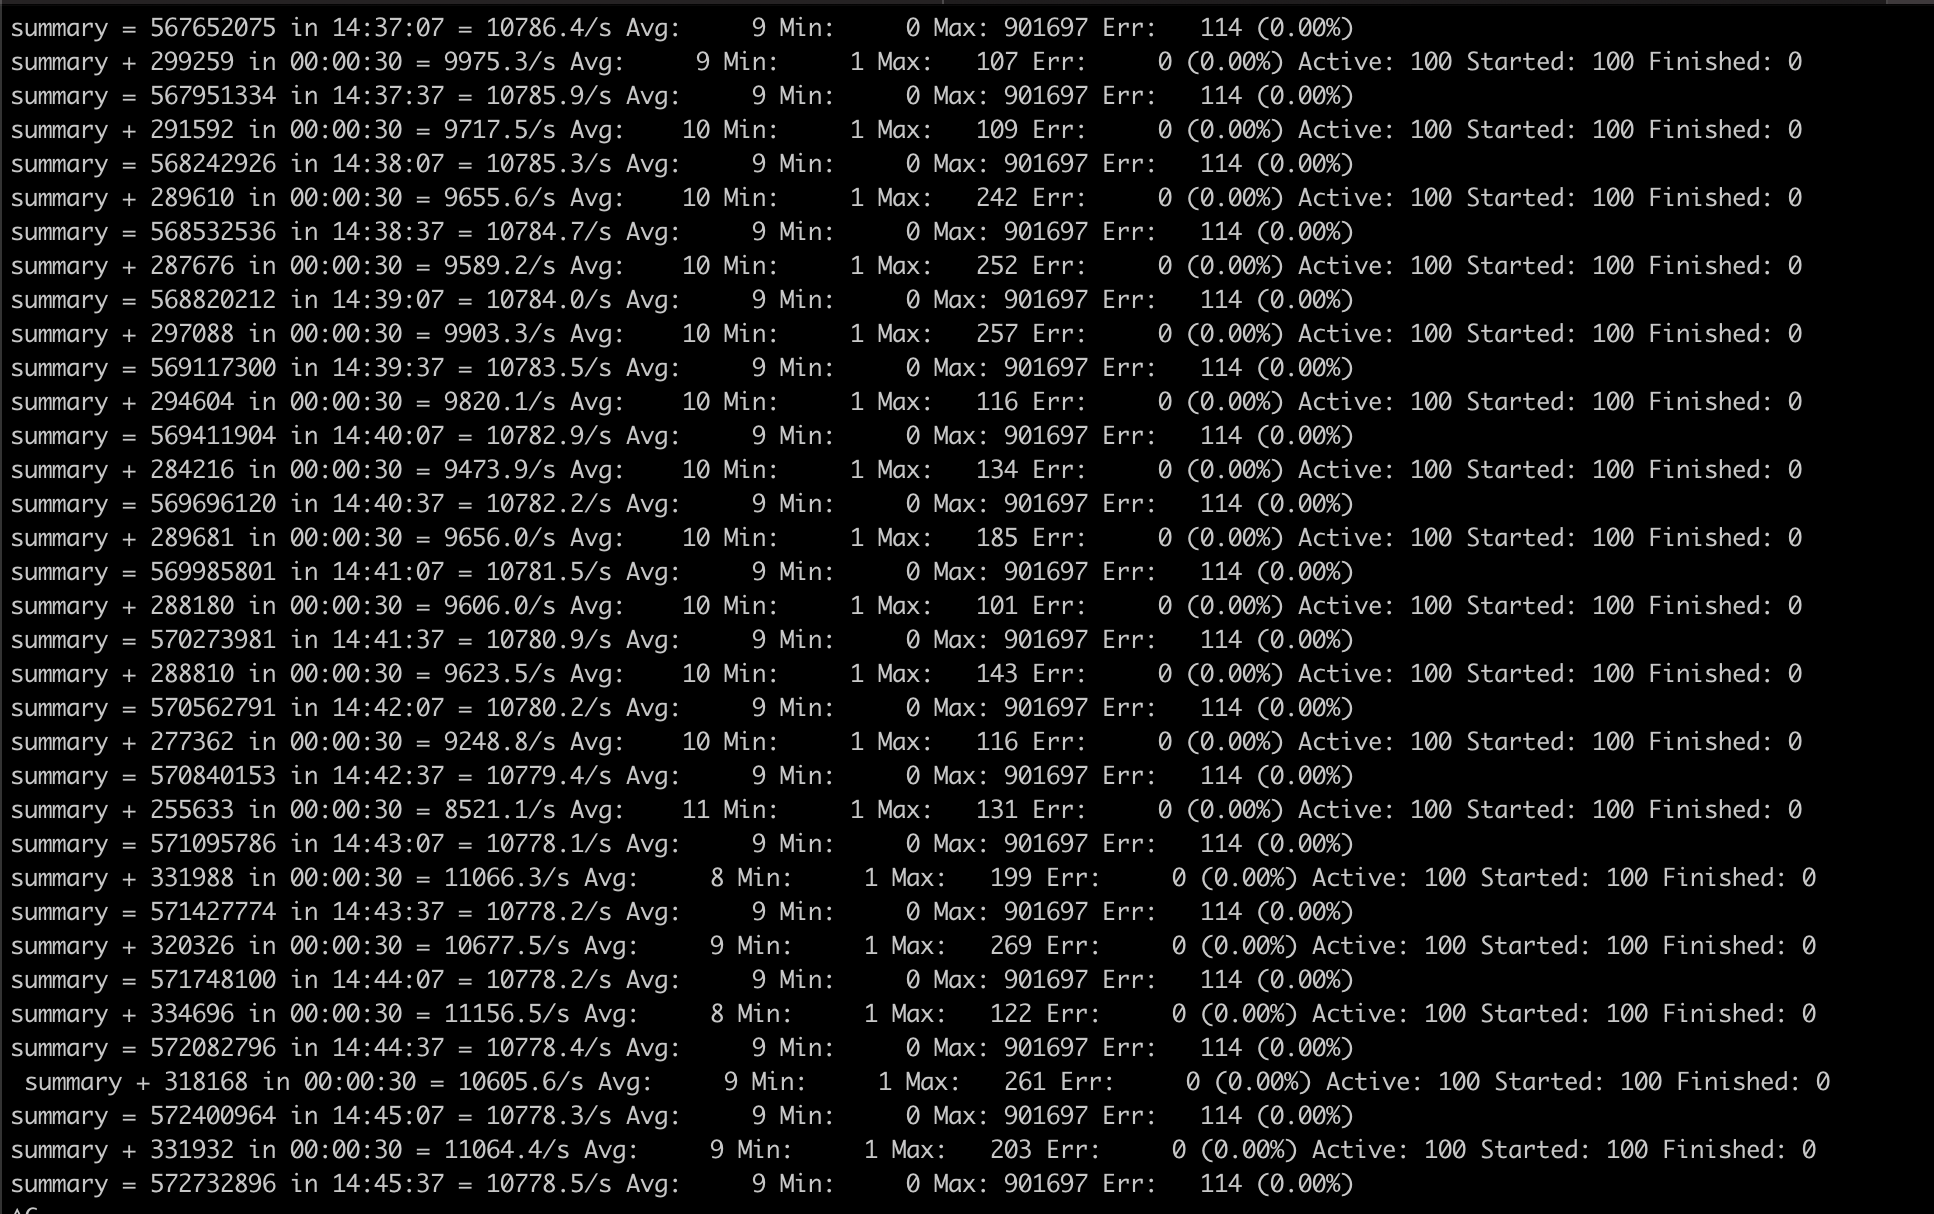 summary = 567652075 in 14:37:07 = 10786.4/s Avg:     9 Min:     0 Max: 901697 Err:   114 (0.00%)
summary + 299259 in 00:00:30 = 9975.3/s Avg:     9 Min:     1 Max:   107 Err:     0 (0.00%) Active: 100 Started: 100 Finished: 0
summary = 567951334 in 14:37:37 = 10785.9/s Avg:     9 Min:     0 Max: 901697 Err:   114 (0.00%)
summary + 291592 in 00:00:30 = 9717.5/s Avg:    10 Min:     1 Max:   109 Err:     0 (0.00%) Active: 100 Started: 100 Finished: 0
summary = 568242926 in 14:38:07 = 10785.3/s Avg:     9 Min:     0 Max: 901697 Err:   114 (0.00%)
summary + 289610 in 00:00:30 = 9655.6/s Avg:    10 Min:     1 Max:   242 Err:     0 (0.00%) Active: 100 Started: 100 Finished: 0
summary = 568532536 in 14:38:37 = 10784.7/s Avg:     9 Min:     0 Max: 901697 Err:   114 (0.00%)
summary + 287676 in 00:00:30 = 9589.2/s Avg:    10 Min:     1 Max:   252 Err:     0 (0.00%) Active: 100 Started: 100 Finished: 0
summary = 568820212 in 14:39:07 = 10784.0/s Avg:     9 Min:     0 Max: 901697 Err:   114 (0.00%)
summary + 297088 in 00:00:30 = 9903.3/s Avg:    10 Min:     1 Max:   257 Err:     0 (0.00%) Active: 100 Started: 100 Finished: 0
summary = 569117300 in 14:39:37 = 10783.5/s Avg:     9 Min:     0 Max: 901697 Err:   114 (0.00%)
summary + 294604 in 00:00:30 = 9820.1/s Avg:    10 Min:     1 Max:   116 Err:     0 (0.00%) Active: 100 Started: 100 Finished: 0
summary = 569411904 in 14:40:07 = 10782.9/s Avg:     9 Min:     0 Max: 901697 Err:   114 (0.00%)
summary + 284216 in 00:00:30 = 9473.9/s Avg:    10 Min:     1 Max:   134 Err:     0 (0.00%) Active: 100 Started: 100 Finished: 0
summary = 569696120 in 14:40:37 = 10782.2/s Avg:     9 Min:     0 Max: 901697 Err:   114 (0.00%)
summary + 289681 in 00:00:30 = 9656.0/s Avg:    10 Min:     1 Max:   185 Err:     0 (0.00%) Active: 100 Started: 100 Finished: 0
summary = 569985801 in 14:41:07 = 10781.5/s Avg:     9 Min:     0 Max: 901697 Err:   114 (0.00%)
summary + 288180 in 00:00:30 = 9606.0/s Avg:    10 Min:     1 Max:   101 Err:     0 (0.00%) Active: 100 Started: 100 Finished: 0
summary = 570273981 in 14:41:37 = 10780.9/s Avg:     9 Min:     0 Max: 901697 Err:   114 (0.00%)
summary + 288810 in 00:00:30 = 9623.5/s Avg:    10 Min:     1 Max:   143 Err:     0 (0.00%) Active: 100 Started: 100 Finished: 0
summary = 570562791 in 14:42:07 = 10780.2/s Avg:     9 Min:     0 Max: 901697 Err:   114 (0.00%)
summary + 277362 in 00:00:30 = 9248.8/s Avg:    10 Min:     1 Max:   116 Err:     0 (0.00%) Active: 100 Started: 100 Finished: 0
summary = 570840153 in 14:42:37 = 10779.4/s Avg:     9 Min:     0 Max: 901697 Err:   114 (0.00%)
summary + 255633 in 00:00:30 = 8521.1/s Avg:    11 Min:     1 Max:   131 Err:     0 (0.00%) Active: 100 Started: 100 Finished: 0
summary = 571095786 in 14:43:07 = 10778.1/s Avg:     9 Min:     0 Max: 901697 Err:   114 (0.00%)
summary + 331988 in 00:00:30 = 11066.3/s Avg:     8 Min:     1 Max:   199 Err:     0 (0.00%) Active: 100 Started: 100 Finished: 0
summary = 571427774 in 14:43:37 = 10778.2/s Avg:     9 Min:     0 Max: 901697 Err:   114 (0.00%)
summary + 320326 in 00:00:30 = 10677.5/s Avg:     9 Min:     1 Max:   269 Err:     0 (0.00%) Active: 100 Started: 100 Finished: 0
summary = 571748100 in 14:44:07 = 10778.2/s Avg:     9 Min:     0 Max: 901697 Err:   114 (0.00%)
summary + 334696 in 00:00:30 = 11156.5/s Avg:     8 Min:     1 Max:   122 Err:     0 (0.00%) Active: 100 Started: 100 Finished: 0
summary = 572082796 in 14:44:37 = 10778.4/s Avg:     9 Min:     0 Max: 901697 Err:   114 (0.00%)
 summary + 318168 in 00:00:30 = 10605.6/s Avg:     9 Min:     1 Max:   261 Err:     0 (0.00%) Active: 100 Started: 100 Finished: 0
summary = 572400964 in 14:45:07 = 10778.3/s Avg:     9 Min:     0 Max: 901697 Err:   114 (0.00%)
summary + 331932 in 00:00:30 = 11064.4/s Avg:     9 Min:     1 Max:   203 Err:     0 (0.00%) Active: 100 Started: 100 Finished: 0
summary = 572732896 in 14:45:37 = 10778.5/s Avg:     9 Min:     0 Max: 901697 Err:   114 (0.00%)